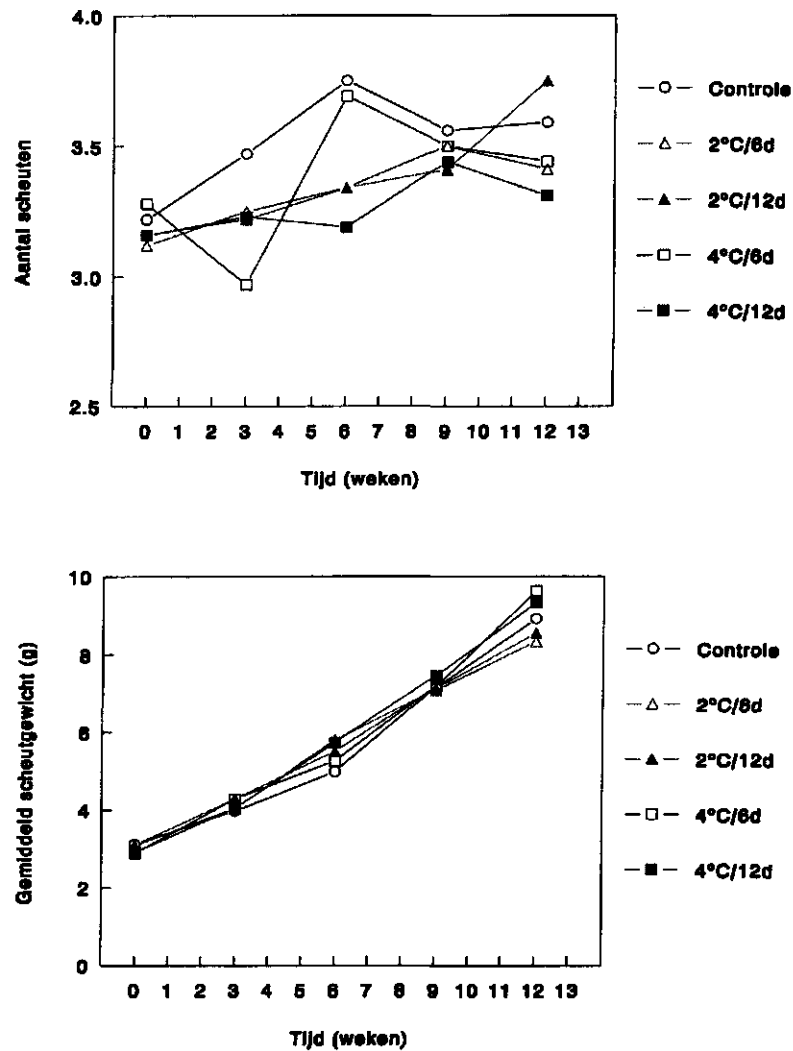 4.0
3.5
3.0
2.5
Aantal scheuten
0 1 2 3 4 5 6 7 8 9 10 11 12 13
Tijd (weken)
Controle
2°C/6d
2°C/12d
4°C/6d
4°C/12d
10
8
6
4
2
0
Gemiddeld scheutgewicht (g)
0 1 2 3 4 5 6 7 8 9 10 11 12 13
Tijd (weken)
Controle
2°C/6d
2°C/12d
4°C/6d
4°C/12d